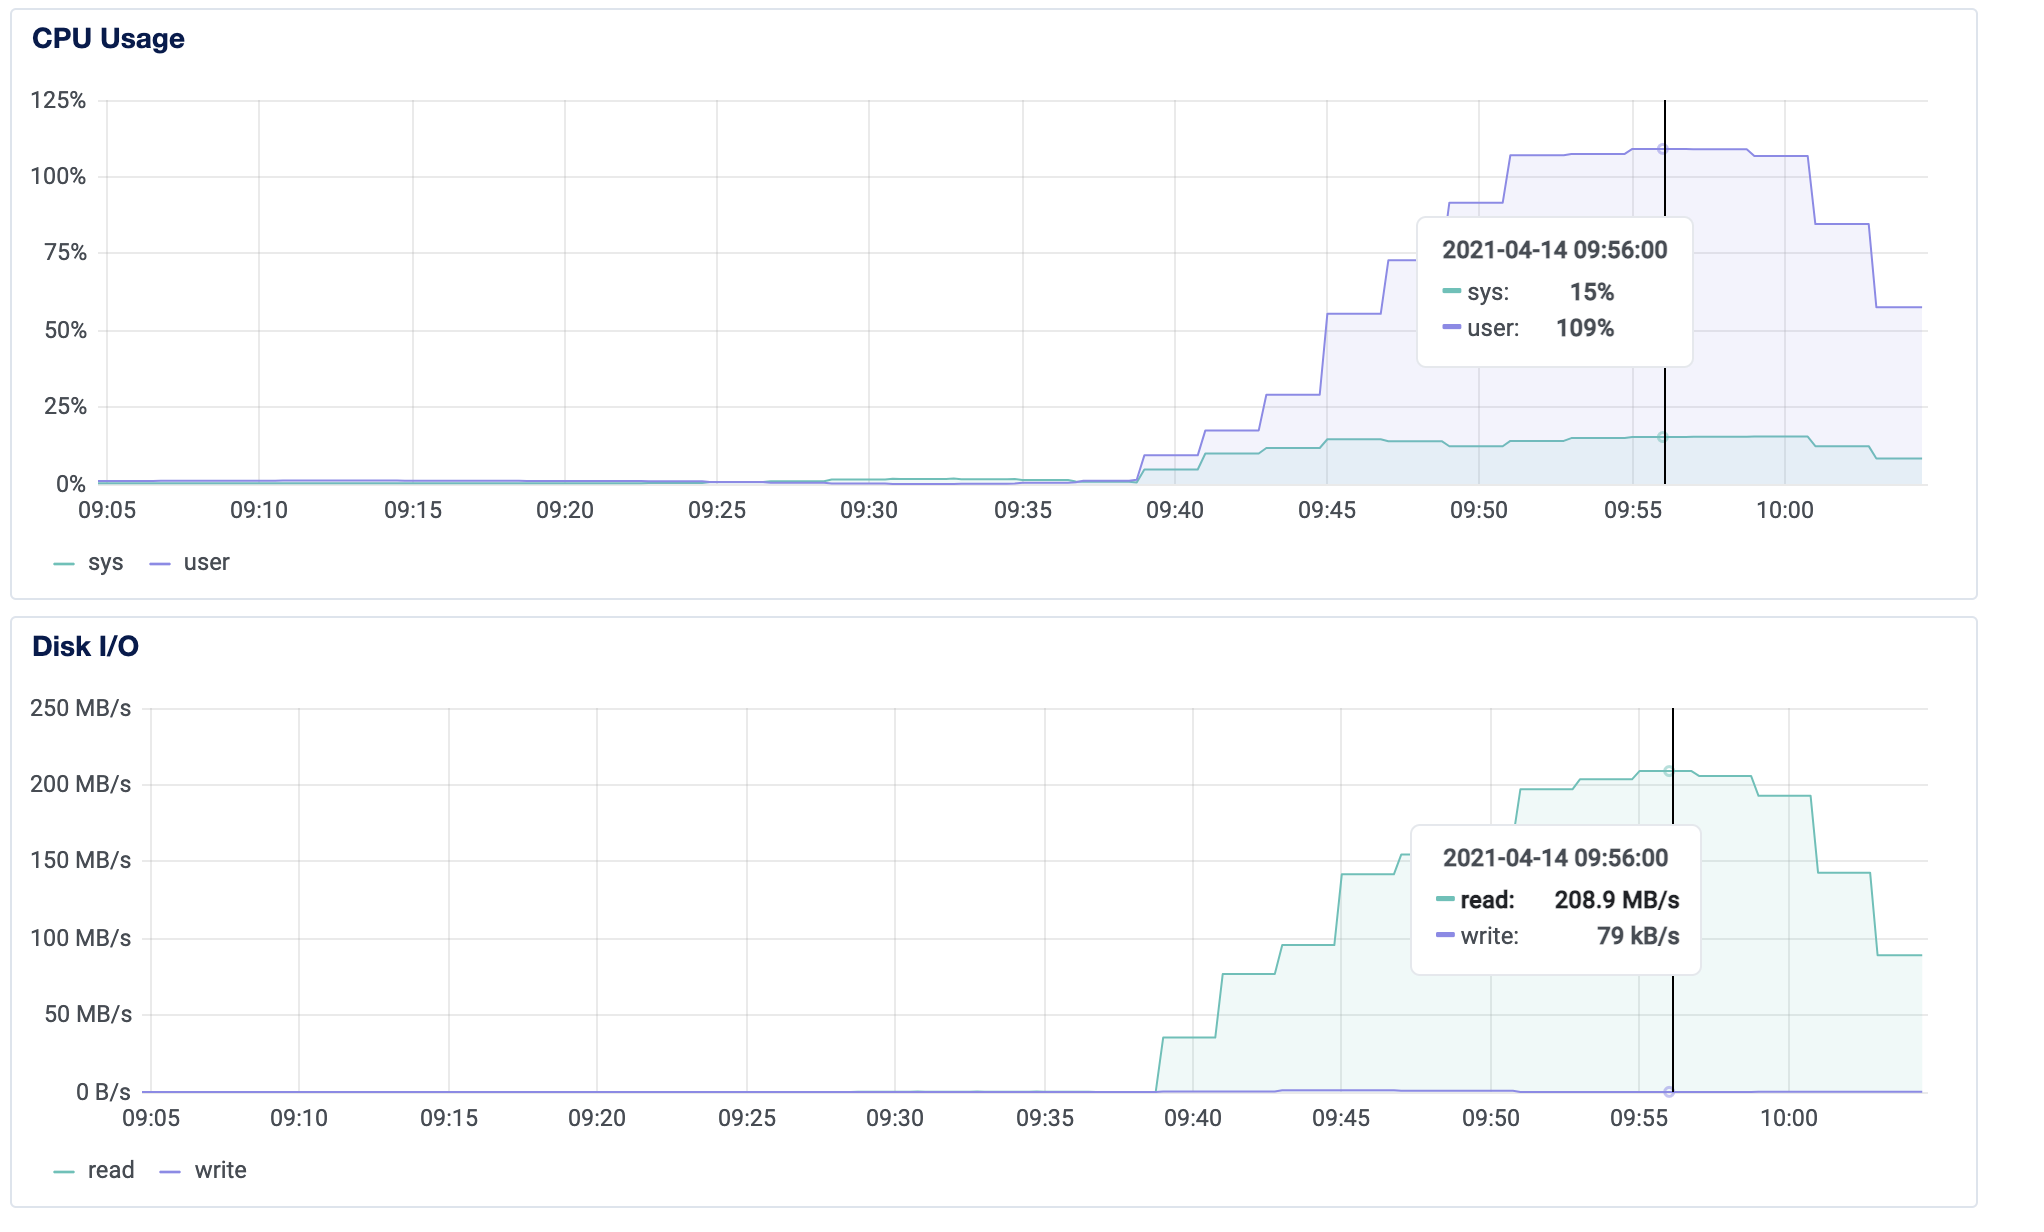 CPU Usage
125%
100%
75%
50%
25%
0%
2021-04-14 09:56:00
sys: 15%
user: 109%
09:05 09:10 09:15 09:20 09:25 09:30 09:35 09:40 09:45 09:50 09:55 10:00
sys user
Disk I/O
250 MB/s
200 MB/s
150 MB/s
100 MB/s
50 MB/s
0 B/s
2021-04-14 09:56:00
read: 208.9 MB/s
write: 79 kB/s
09:05 09:10 09:15 09:20 09:25 09:30 09:35 09:40 09:45 09:50 09:55 10:00
read write